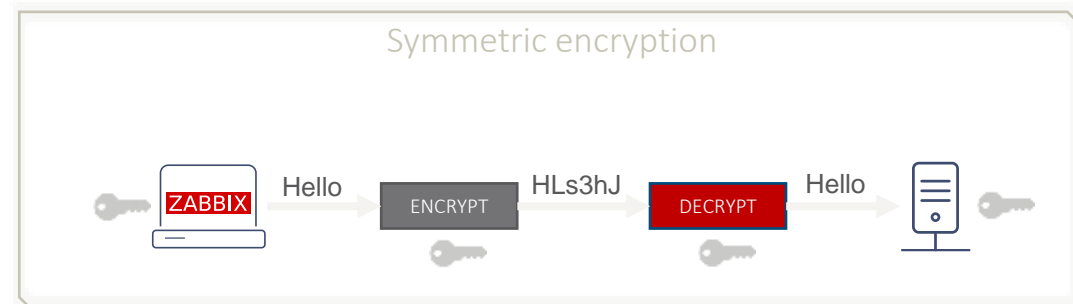 Symmetric encryption
Hello
HLs3hJ
Hello
ZABBIX
ENCRYPT
DECRYPT